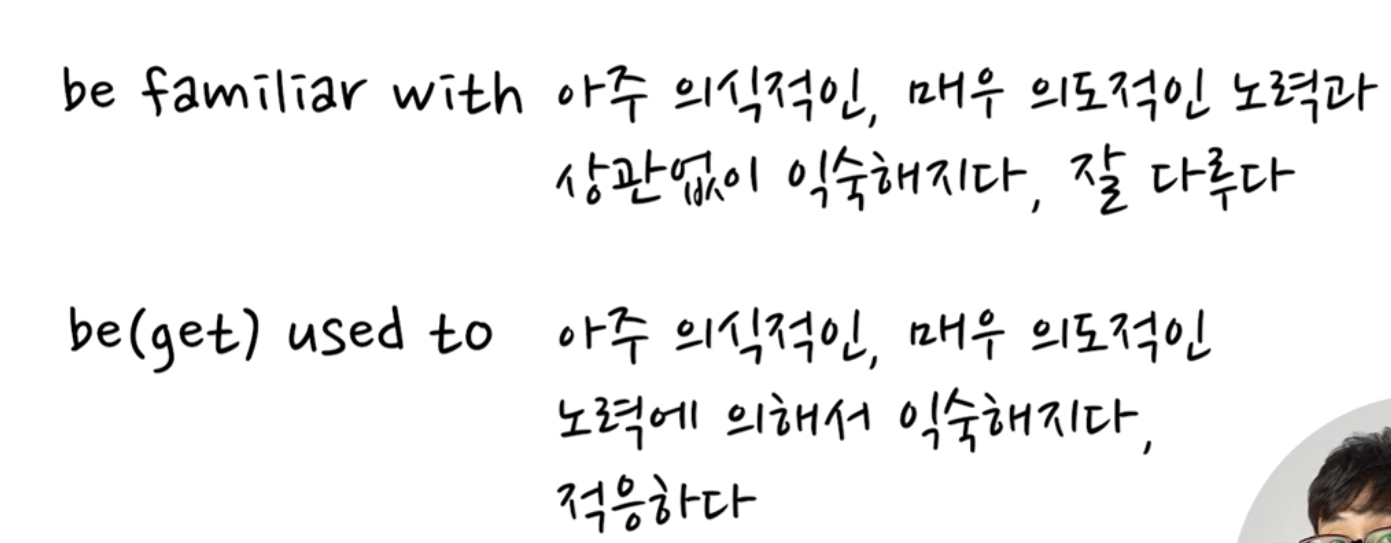 be familiar with 아주 의식적인, 매우 의도적인 노력과
상관없이 익숙해지다, 잘 다루다
be(get) used to 아주 의식적인, 매우 의도적인
노력에 의해서 익숙해지다,
적응하다